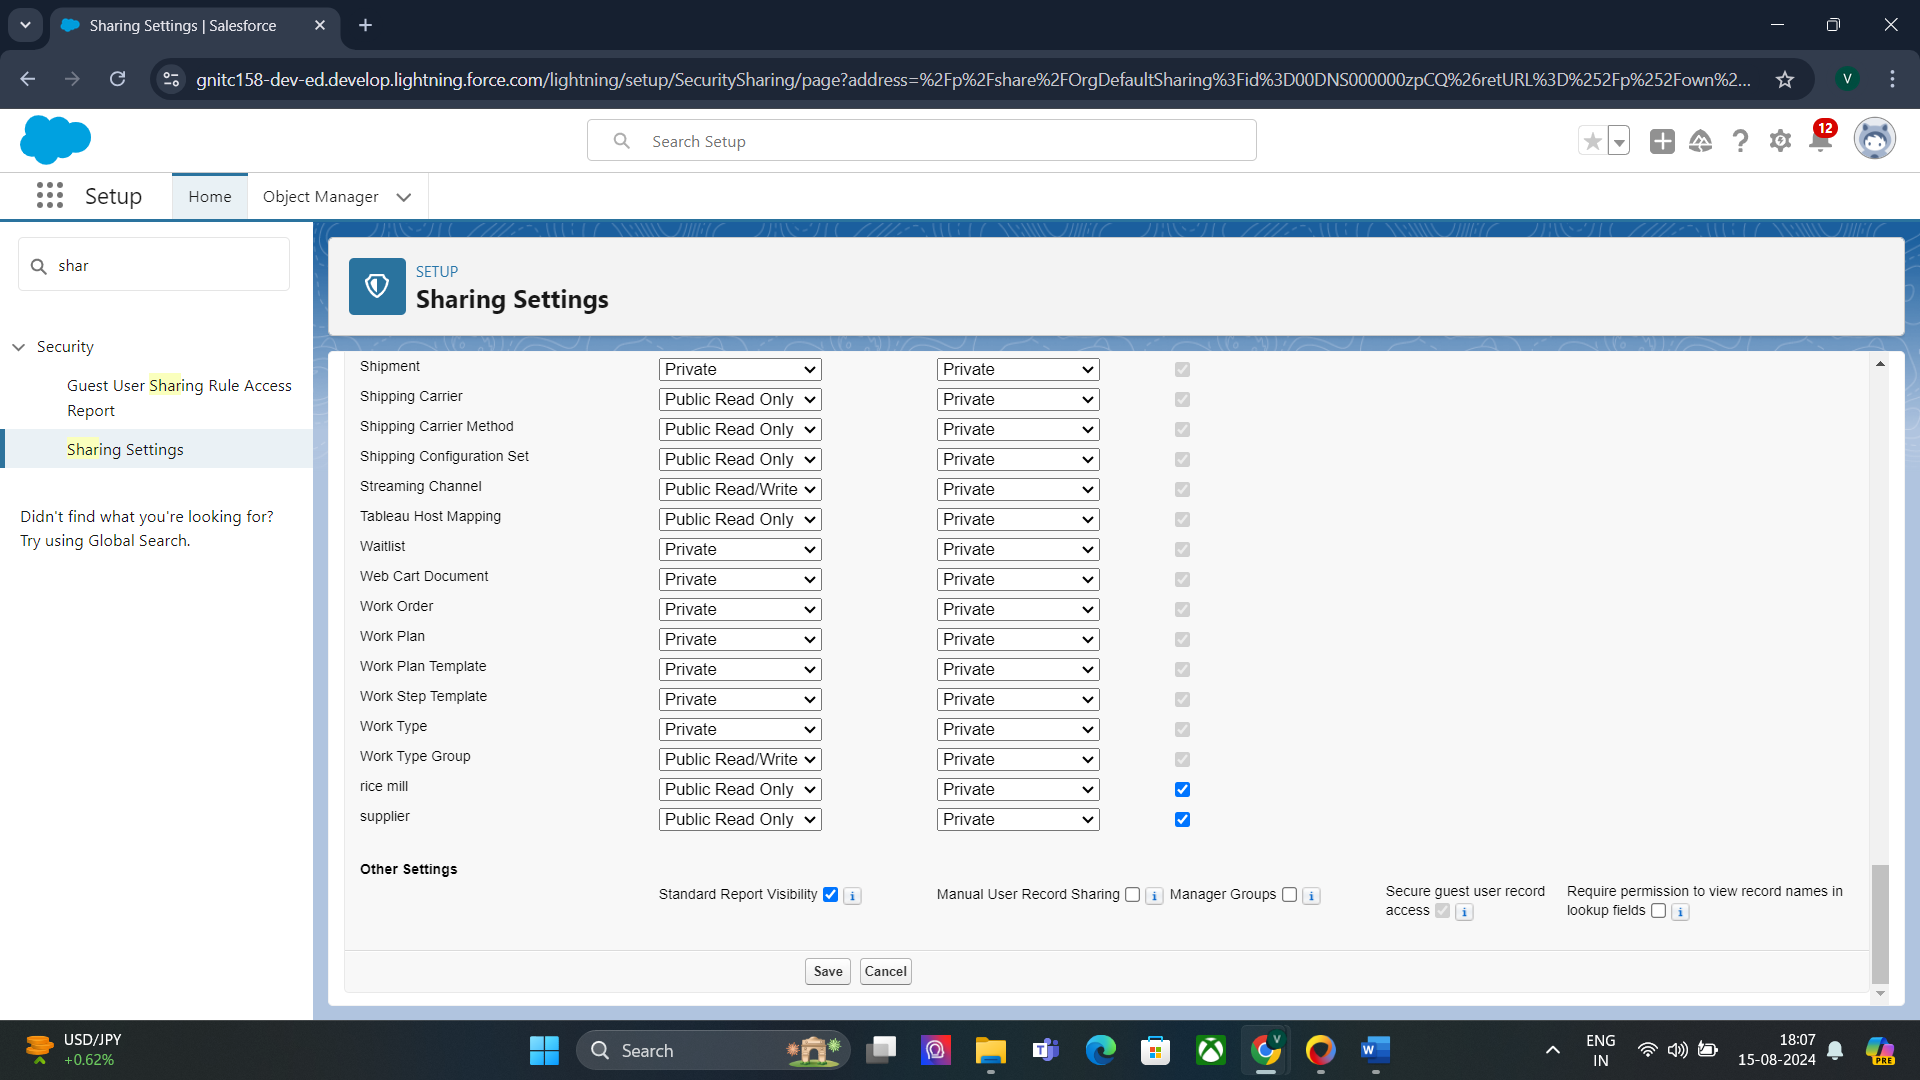 Sharing Settings | Salesforce
gnitc158-dev-ed.develop.lightning.force.com/lightning/setup/SecuritySharing/page?address=%2Fp%2Fshare%2FOrgDefaultSharing%3Fid%3D00DNS000000zpCQ%26retURL%3D%252Fp%252Fown%2...
V
Search Setup
12
Setup
Home
Object Manager
shar
Security
Guest User Sharing Rule Access
Report
Sharing Settings
Didn't find what you're looking for?
Try using Global Search.
SETUP
Sharing Settings
Shipment Private Private
Shipping Carrier Public Read Only Private
Shipping Carrier Method Public Read Only Private
Shipping Configuration Set Public Read Only Private
Streaming Channel Public Read/Write Private
Tableau Host Mapping Public Read Only Private
Waitlist Private Private
Web Cart Document Private Private
Work Order Private Private
Work Plan Private Private
Work Plan Template Private Private
Work Step Template Private Private
Work Type Private Private
Work Type Group Public Read/Write Private
rice mill Public Read Only Private
supplier Public Read Only Private
Other Settings
Standard Report Visibility i Manual User Record Sharing i Manager Groups i
Secure guest user record
access i
Require permission to view record names in
lookup fields i
Save Cancel
USD/JPY
+0.62%
Search
V
ENG
IN
18:07
15-08-2024
PRE